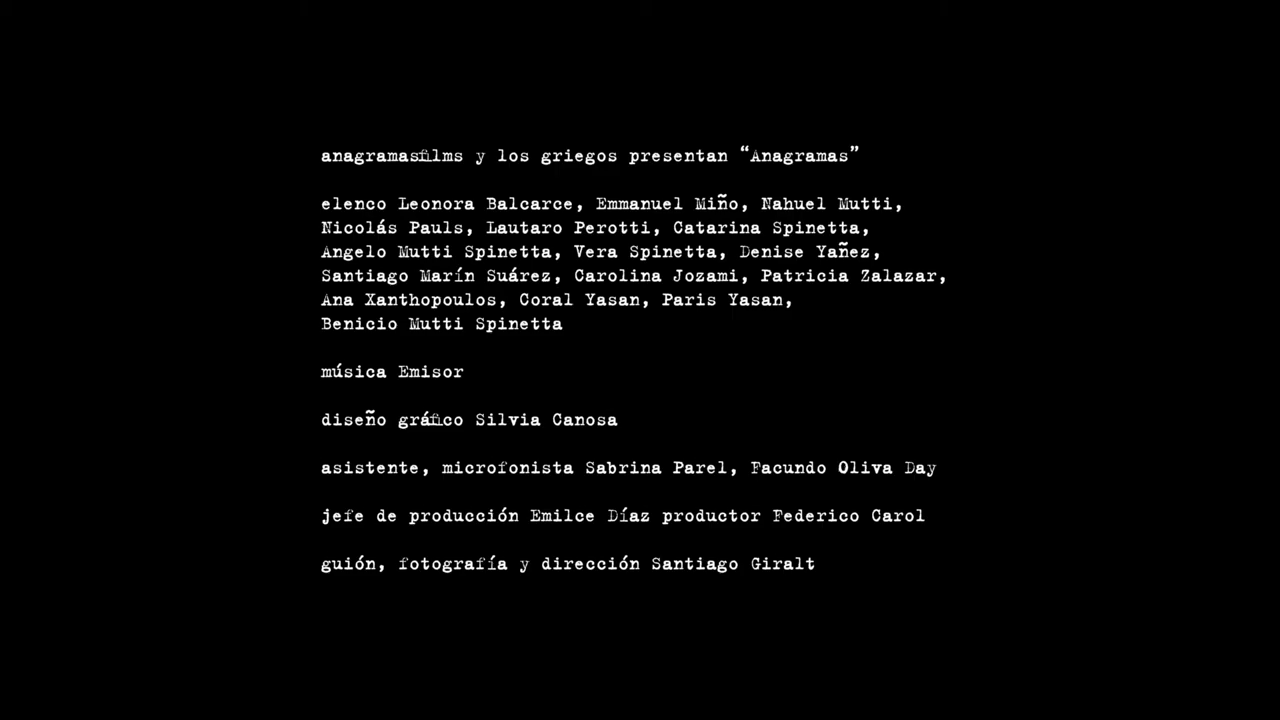 anagramasfilms y los griegos presentan “Anagramas”
elenco Leonora Balcarce, Emmanuel Miño, Nahuel Mutti,
Nicolás Pauls, Lautaro Perotti, Catarina Spinetta,
Angelo Mutti Spinetta, Vera Spinetta, Denise Yañez,
Santiago Marín Suárez, Carolina Jozami, Patricia Zalazar,
Ana Xanthopoulos, Coral Yasan, Paris Yasan,
Benicio Mutti Spinetta
música Emisor
diseño gráfico Silvia Canosa
asistente, microfonista Sabrina Parel, Facundo Oliva Day
jefe de producción Emilce Díaz productor Federico Carol
guión, fotografía y dirección Santiago Giralt